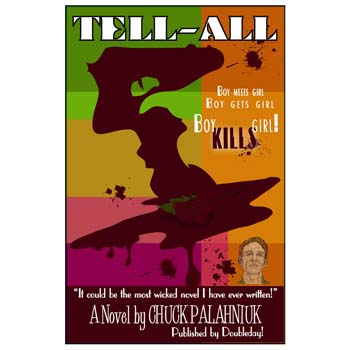 TELL-ALL
BOY MEETS GIRL
BOY GETS GIRL
BOY KILLS GIRL!
"It could be the most wicked novel I have ever written!"
A Novel by CHUCK PALAHNIUK
Published by Doubleday!